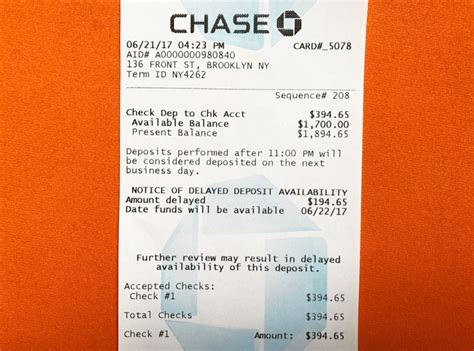 CHASE
06/21/17 04:23 PM CARD#_5078
AID# A0000000980840
136 FRONT ST, BROOKLYN NY
Term ID NY4262
Sequence# 208
Check Dep to Chk Acct $394.65
Available Balance $1,700.00
Present Balance $1,894.65
Deposits performed after 11:00 PM will
be considered deposited on the next
business day.
NOTICE OF DELAYED DEPOSIT AVAILABILITY
Amount delayed $194.65
Date funds will be available 06/22/17
Further review may result in delayed
availability of this deposit.
Accepted Checks:
Check #1 $394.65
Total Checks $394.65
Check #1 Amount: $394.65